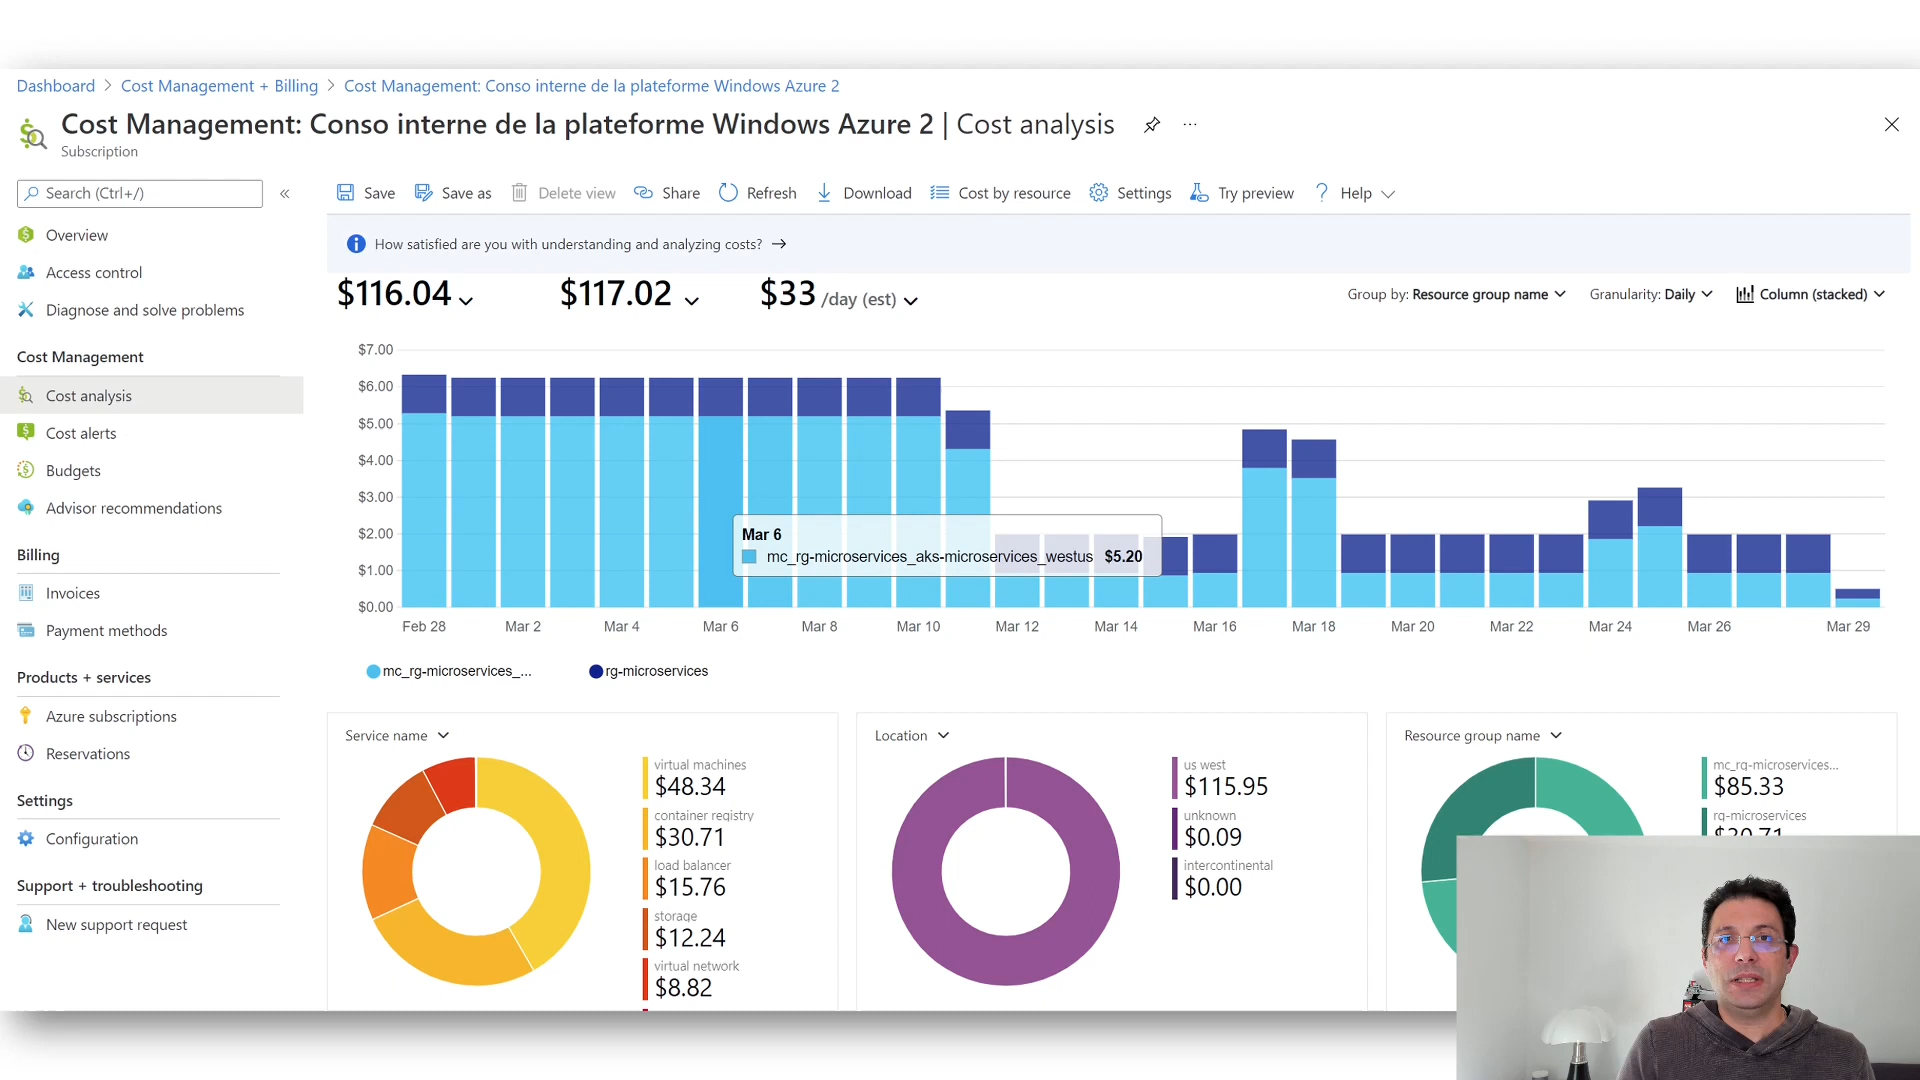 Dashboard > Cost Management + Billing > Cost Management: Conso interne de la plateforme Windows Azure 2
Cost Management: Conso interne de la plateforme Windows Azure 2 | Cost analysis ...
Subscription
Search (Ctrl+/) «
Save Save as Delete view Share Refresh Download Cost by resource Settings Try preview ? Help
Overview
Access control
Diagnose and solve problems
Cost Management
Cost analysis
Cost alerts
Budgets
Advisor recommendations
Billing
Invoices
Payment methods
Products + services
Azure subscriptions
Reservations
Settings
Configuration
Support + troubleshooting
New support request
How satisfied are you with understanding and analyzing costs? →
$116.04 $117.02 $33 /day (est)
Group by: Resource group name Granularity: Daily Column (stacked)
$7.00
$6.00
$5.00
$4.00
$3.00
$2.00
$1.00
$0.00
Mar 6
mc_rg-microservices_aks-microservices_westus $5.20
Feb 28 Mar 2 Mar 4 Mar 6 Mar 8 Mar 10 Mar 12 Mar 14 Mar 16 Mar 18 Mar 20 Mar 22 Mar 24 Mar 26 Mar 29
mc_rg-microservices_... rg-microservices
Service name
virtual machines
$48.34
container registry
$30.71
load balancer
$15.76
storage
$12.24
virtual network
$8.82
Location
us west
$115.95
unknown
$0.09
intercontinental
$0.00
Resource group name
mc_rg-microservices...
$85.33
rg-microservices
$30.71